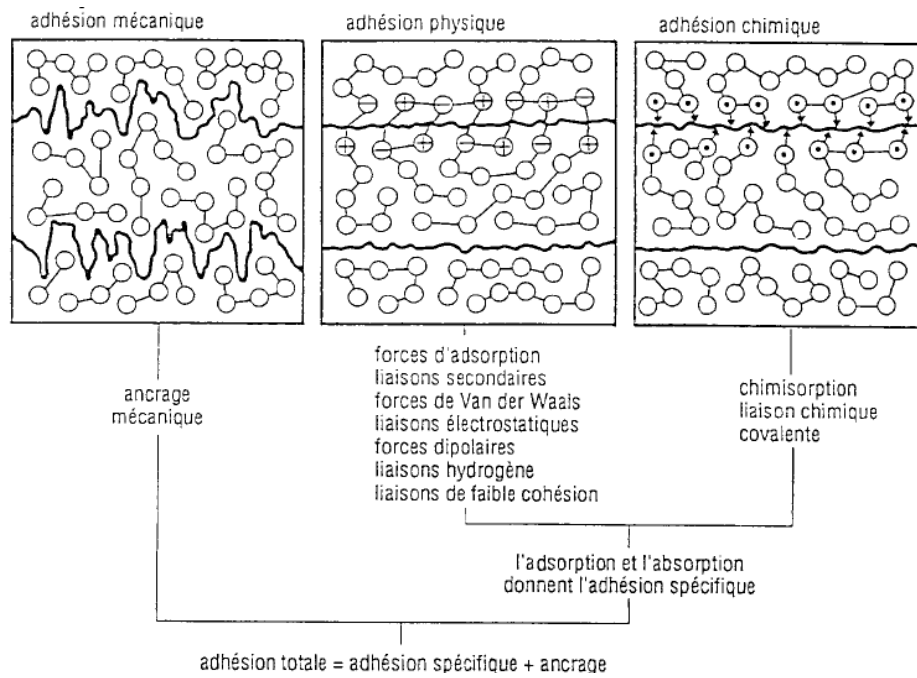 adhésion mécanique
adhésion physique
adhésion chimique
ancrage
mécanique
forces d'adsorption
liaisons secondaires
forces de Van der Waals
liaisons électrostatiques
forces dipolaires
liaisons hydrogène
liaisons de faible cohésion
chimisorption
liaison chimique
covalente
l'adsorption et l'absorption
donnent l'adhésion spécifique
adhésion totale = adhésion spécifique + ancrage